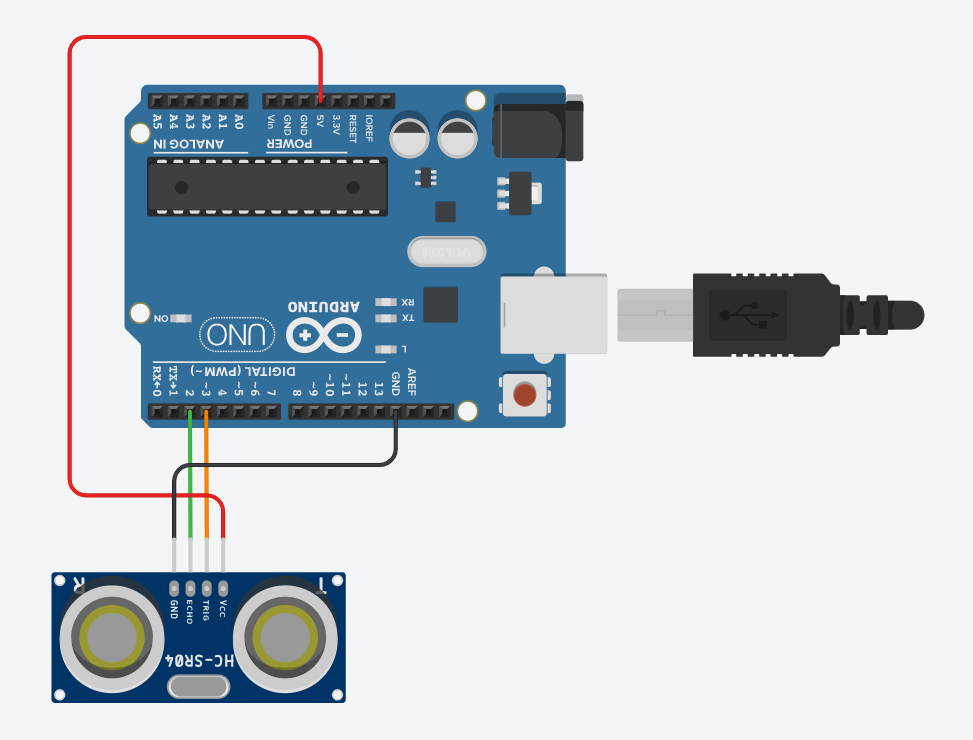 A5 A4 A3 A2 A1 A0
Vin GND GND 5V 3.3V RESET IOREF
ANALOG IN
POWER
RX
TX
L
ON
ARDUINO
UNO
DIGITAL (PWM~)
RX←0 TX→1 2 ~3 4 ~5 ~6 7
8 ~9 ~10 ~11 12 13 GND AREF
R
T
GND ECHO TRIG VCC
HC-SR04